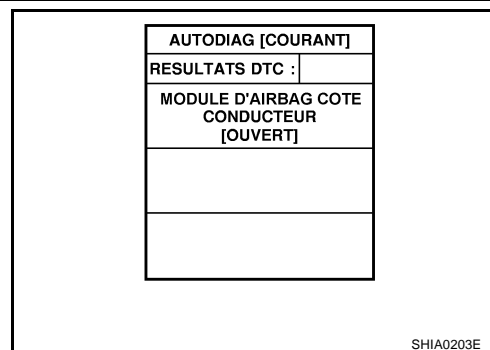 AUTODIAG [COURANT]
RESULTATS DTC :
MODULE D'AIRBAG COTE
CONDUCTEUR
[OUVERT]
SHIA0203E